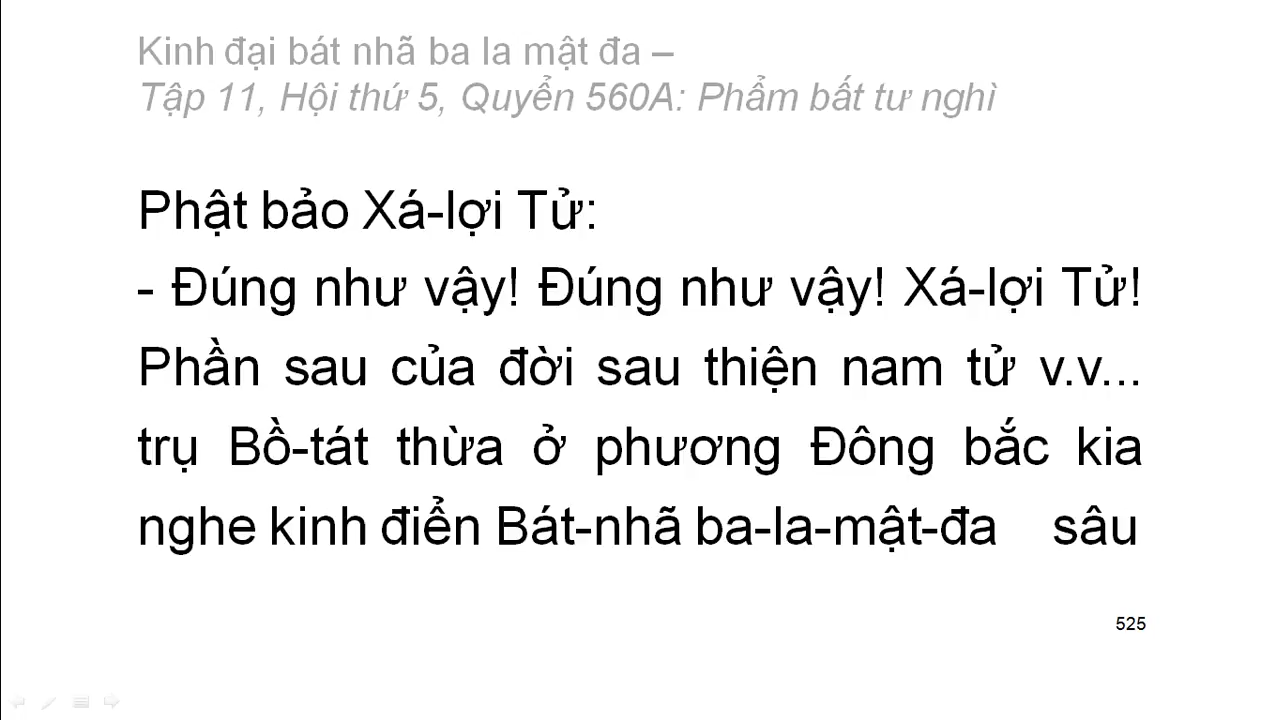 Kinh đại bát nhã ba la mật đa –
Tập 11, Hội thứ 5, Quyển 560A: Phẩm bất tư nghì
Phật bảo Xá-lợi Tử:
- Đúng như vậy! Đúng như vậy! Xá-lợi Tử!
Phần sau của đời sau thiện nam tử v.v...
trụ Bồ-tát thừa ở phương Đông bắc kia
nghe kinh điển Bát-nhã ba-la-mật-đa sâu
525